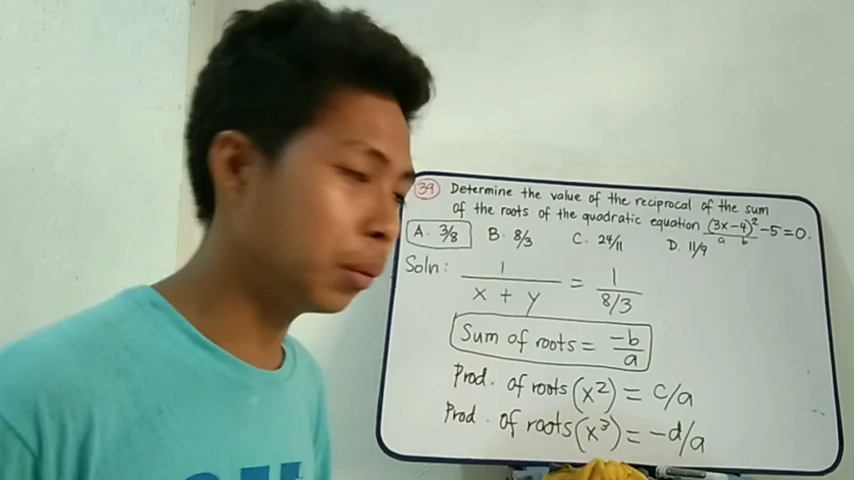 39 Determine the value of the reciprocal of the sum
of the roots of the quadratic equation (3x-4)²-5=0.
a b
A. 3/8 B. 8/3 C. 24/11 D. 11/9
Soln: 1/(x + y) = 1/(8/3)
Sum of roots = -b/a
Prod. of roots (x²) = c/a
Prod. of roots (x³) = -d/a